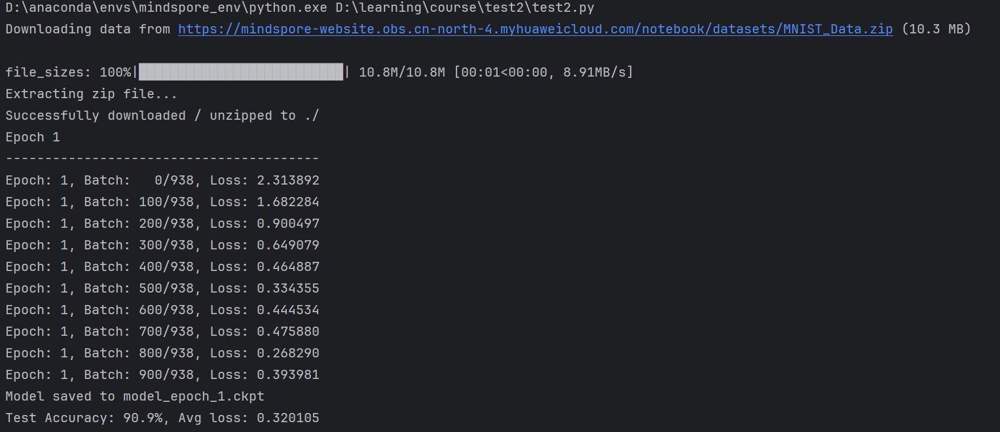 D:\anaconda\envs\mindspore_env\python.exe D:\learning\course\test2\test2.py
Downloading data from https://mindspore-website.obs.cn-north-4.myhuaweicloud.com/notebook/datasets/MNIST_Data.zip (10.3 MB)
file_sizes: 100%|██████████████████████████| 10.8M/10.8M [00:01<00:00, 8.91MB/s]
Extracting zip file...
Successfully downloaded / unzipped to ./
Epoch 1
----------------------------------------
Epoch: 1, Batch:   0/938, Loss: 2.313892
Epoch: 1, Batch: 100/938, Loss: 1.682284
Epoch: 1, Batch: 200/938, Loss: 0.900497
Epoch: 1, Batch: 300/938, Loss: 0.649079
Epoch: 1, Batch: 400/938, Loss: 0.464887
Epoch: 1, Batch: 500/938, Loss: 0.334355
Epoch: 1, Batch: 600/938, Loss: 0.444534
Epoch: 1, Batch: 700/938, Loss: 0.475880
Epoch: 1, Batch: 800/938, Loss: 0.268290
Epoch: 1, Batch: 900/938, Loss: 0.393981
Model saved to model_epoch_1.ckpt
Test Accuracy: 90.9%, Avg loss: 0.320105